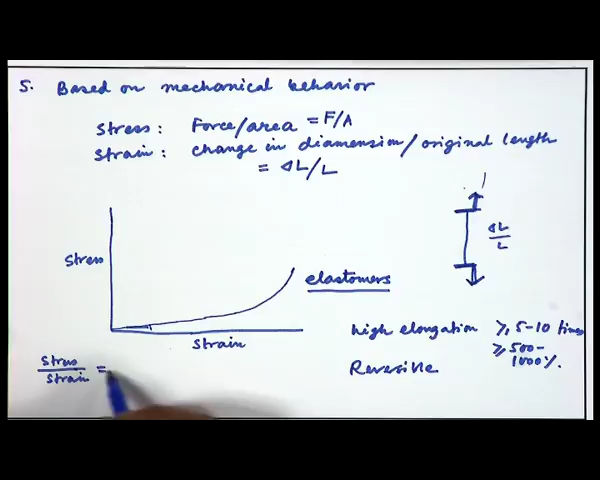 5. Based on mechanical behavior
Stress: Force/area = F/A
Strain: change in diamension/original length
= ΔL/L
ΔL/L
Stress
elastomers
Strain
high elongation ≥, 5-10 times
≥ 500-
1000%.
Reversible
Stress/Strain =